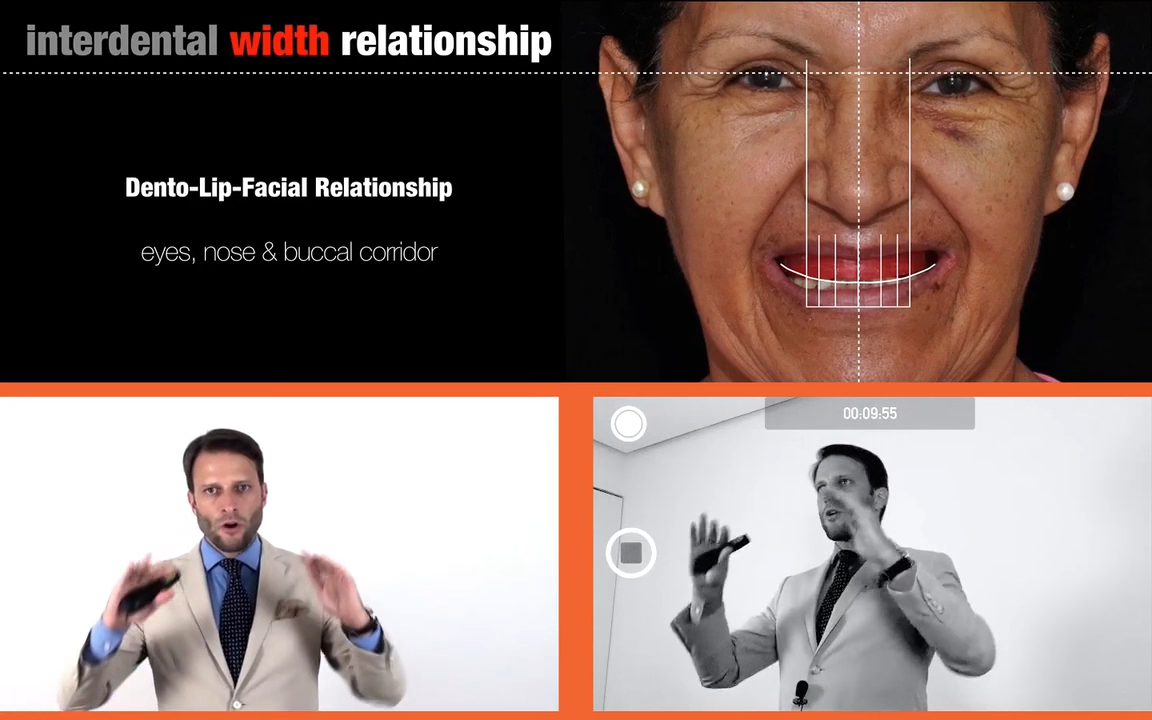 interdental width relationship
Dento-Lip-Facial Relationship
eyes, nose & buccal corridor
00:09:55